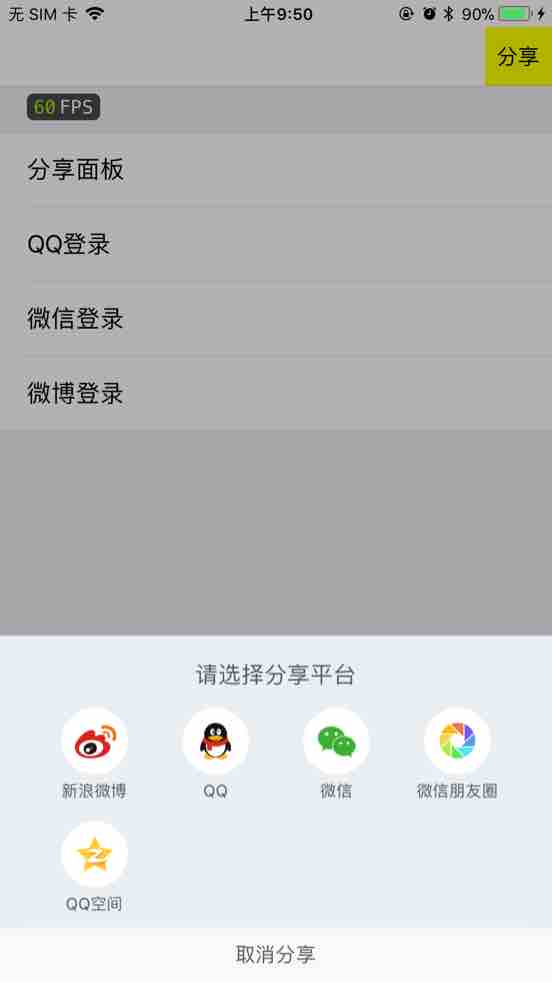 无 SIM 卡 上午9:50 90%
分享
60 FPS
分享面板
QQ登录
微信登录
微博登录
请选择分享平台
新浪微博 QQ 微信 微信朋友圈
QQ空间
取消分享